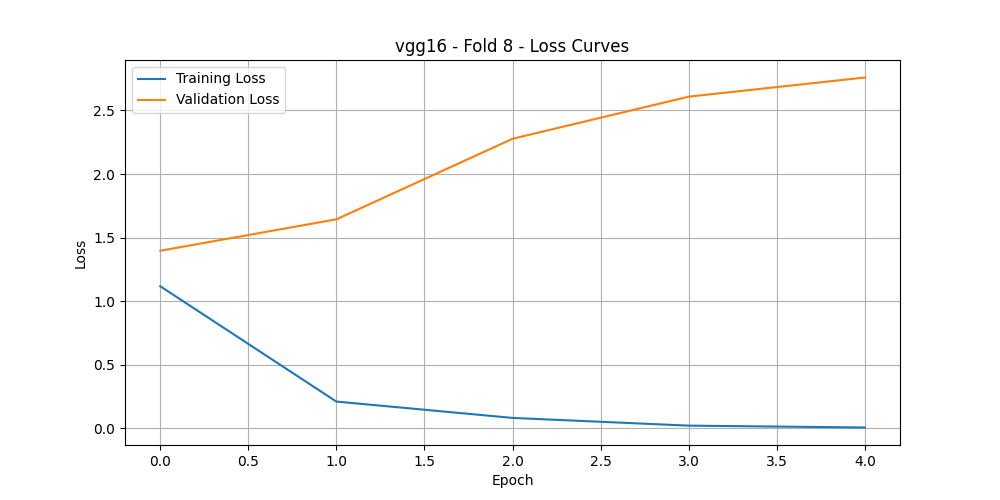 vgg16 - Fold 8 - Loss Curves
Training Loss
Validation Loss
2.5
2.0
1.5
1.0
0.5
0.0
Loss
0.0 0.5 1.0 1.5 2.0 2.5 3.0 3.5 4.0
Epoch